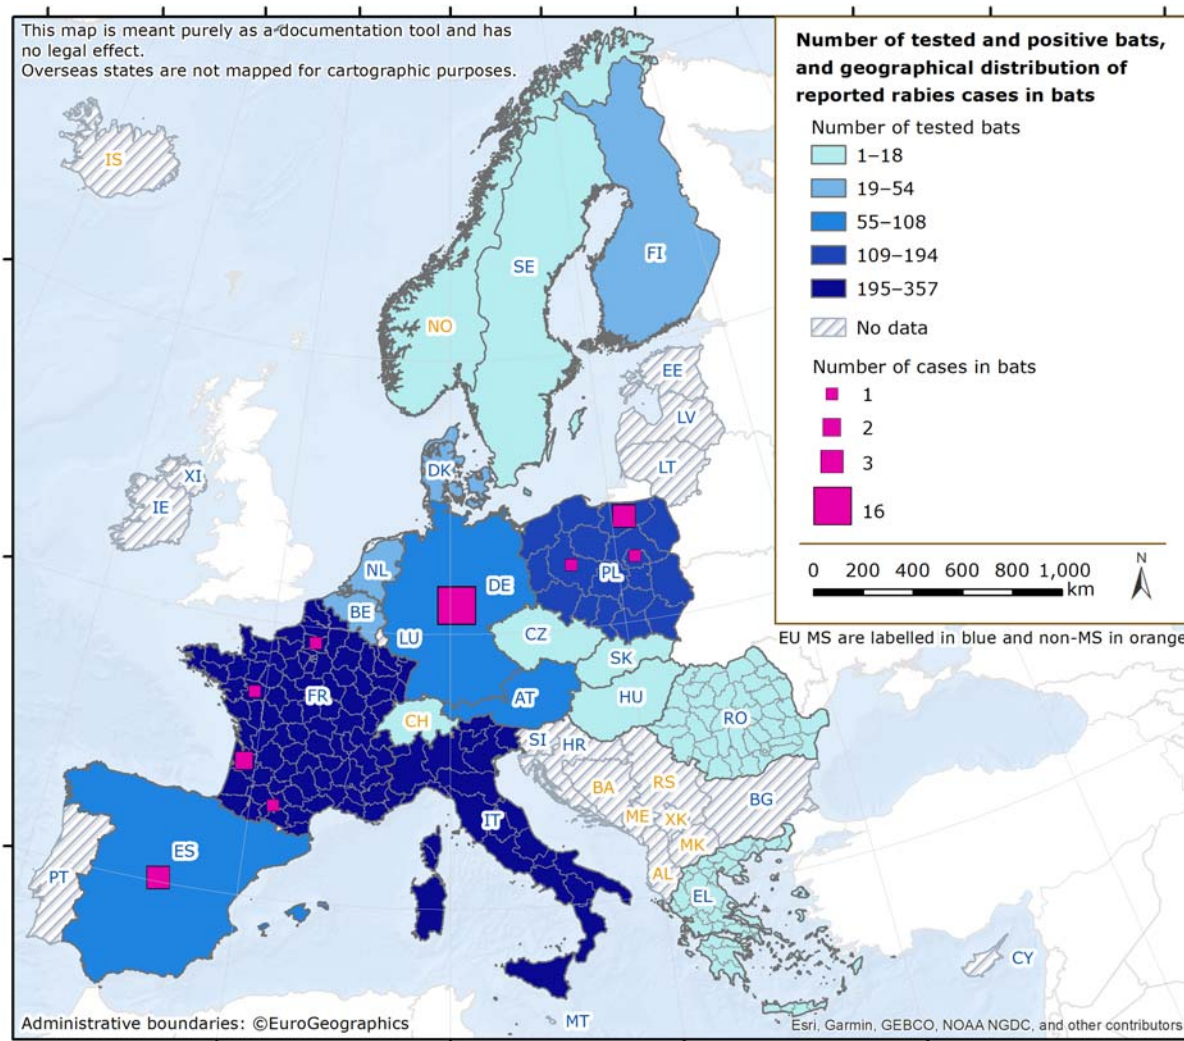 This map is meant purely as a documentation tool and has
no legal effect.
Overseas states are not mapped for cartographic purposes.
Number of tested and positive bats,
and geographical distribution of
reported rabies cases in bats
Number of tested bats
1–18
19–54
55–108
109–194
195–357
No data
Number of cases in bats
1
2
3
16
0 200 400 600 800 1,000
km
N
EU MS are labelled in blue and non-MS in orange
IS
FI
SE
NO
EE
LV
LT
DK
XI
IE
NL
DE
PL
BE
LU
CZ
SK
FR
AT
HU
CH
RO
SI
HR
BA
RS
BG
ME
XK
MK
AL
IT
ES
PT
EL
CY
MT
Administrative boundaries: ©EuroGeographics
Esri, Garmin, GEBCO, NOAA NGDC, and other contributors